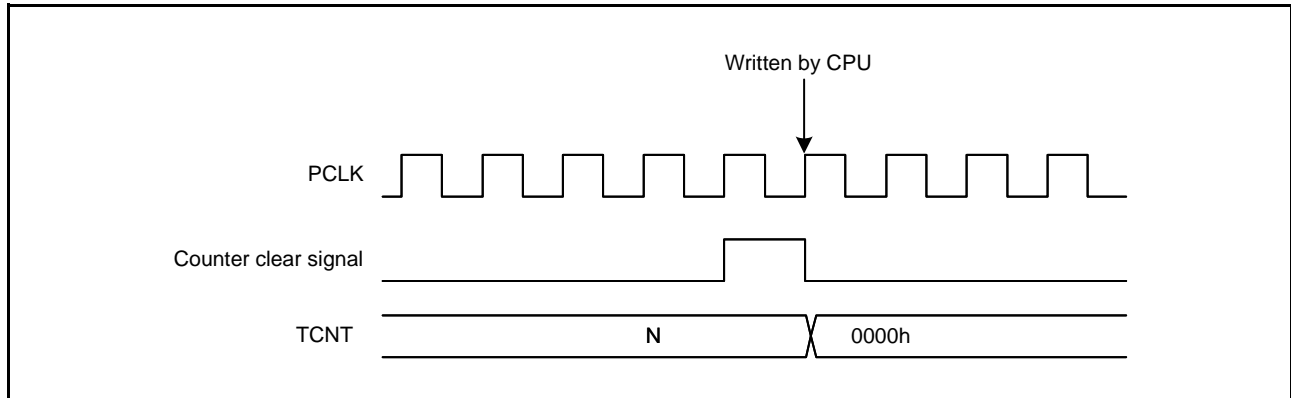 Written by CPU
PCLK
Counter clear signal
TCNT N 0000h